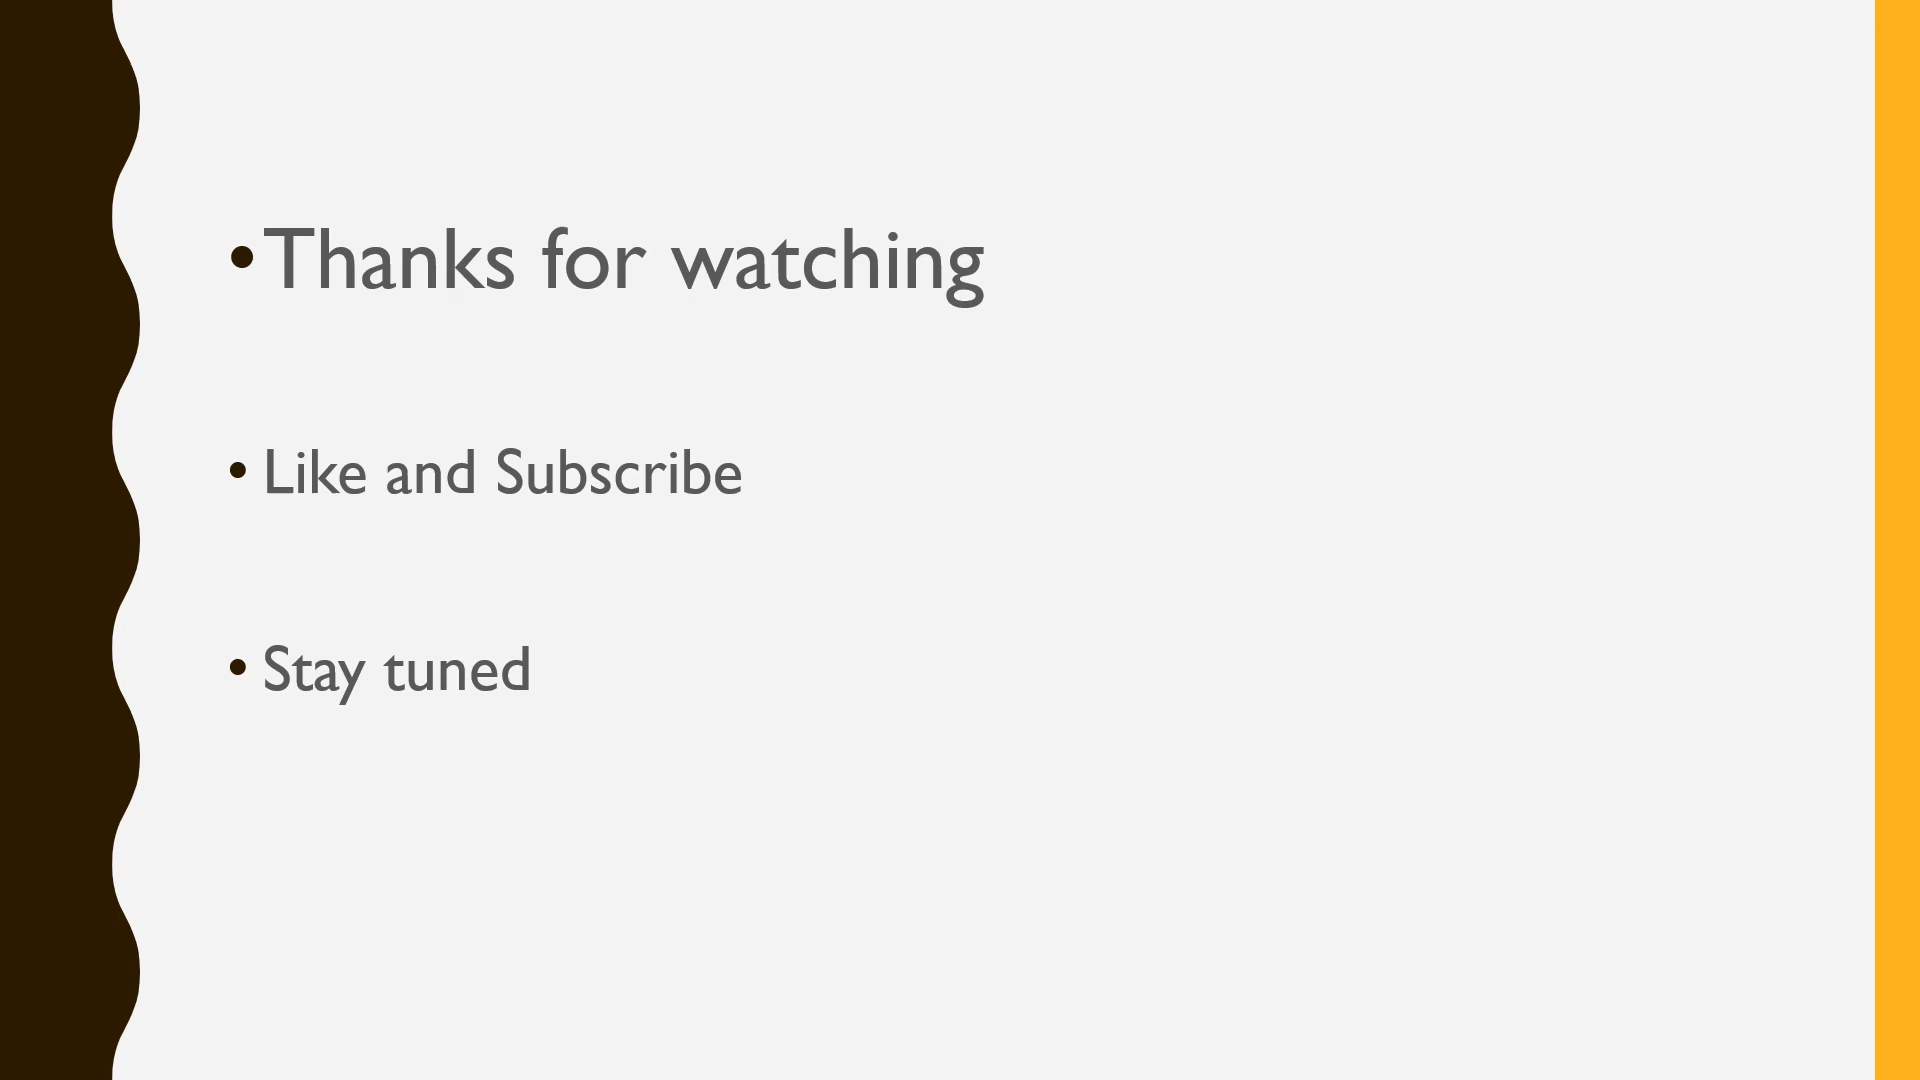 • Thanks for watching
• Like and Subscribe
• Stay tuned